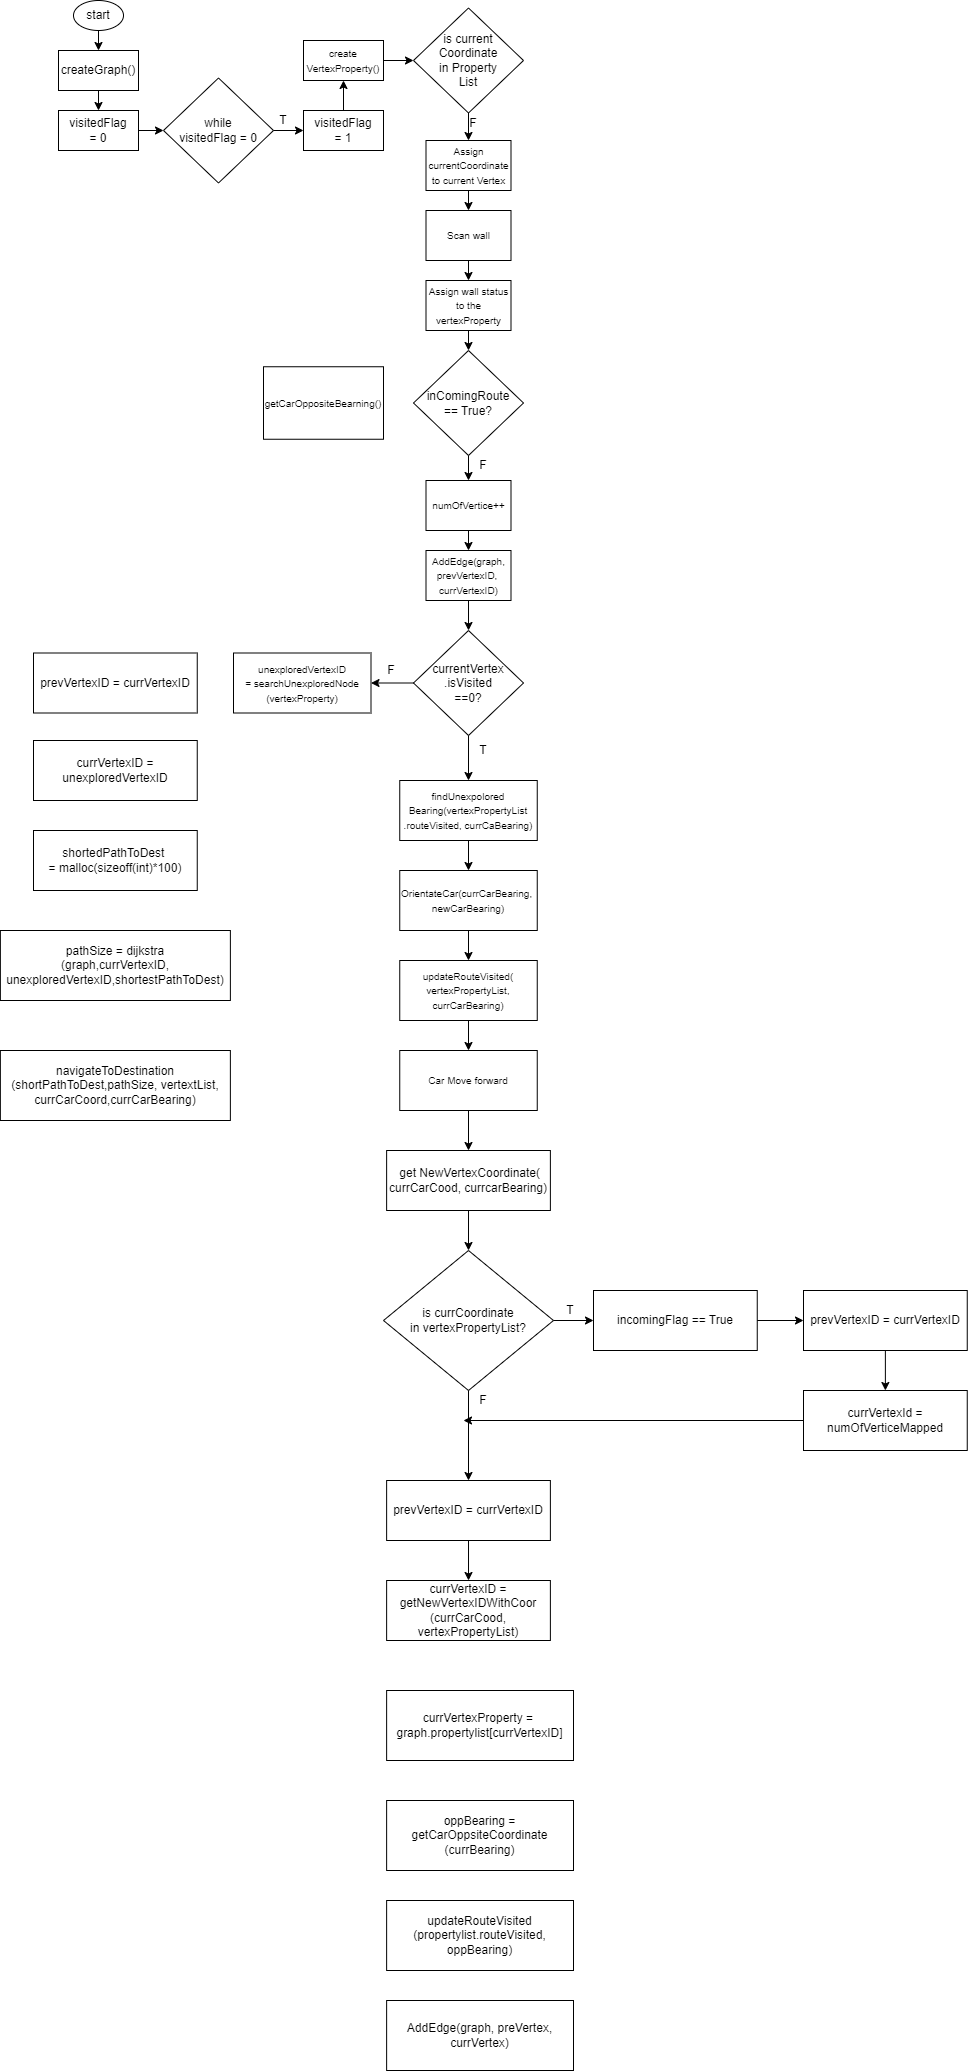 start
createGraph()
visitedFlag
= 0
while
visitedFlag = 0
T
visitedFlag
= 1
create
VertexProperty()
is current
Coordinate
in Property
List
F
Assign
currentCoordinate
to current Vertex
Scan wall
Assign wall status
to the
vertexProperty
getCarOppositeBearning()
inComingRoute
== True?
F
numOfVertice++
AddEdge(graph,
prevVertexID,
currVertexID)
currentVertex
.isVisited
==0?
F
unexploredVertexID
= searchUnexploredNode
(vertexProperty)
prevVertexID = currVertexID
currVertexID =
unexploredVertexID
shortedPathToDest
= malloc(sizeoff(int)*100)
pathSize = dijkstra
(graph,currVertexID,
unexploredVertexID,shortestPathToDest)
navigateToDestination
(shortPathToDest,pathSize, vertextList,
currCarCoord,currCarBearing)
T
findUnexpolored
Bearing(vertexPropertyList
.routeVisited, currCaBearing)
OrientateCar(currCarBearing,
newCarBearing)
updateRouteVisited(
vertexPropertyList,
currCarBearing)
Car Move forward
get NewVertexCoordinate(
currCarCood, currcarBearing)
is currCoordinate
in vertexPropertyList?
T
incomingFlag == True
prevVertexID = currVertexID
currVertexId =
numOfVerticeMapped
F
prevVertexID = currVertexID
currVertexID =
getNewVertexIDWithCoor
(currCarCood,
vertexPropertyList)
currVertexProperty =
graph.propertylist[currVertexID]
oppBearing =
getCarOppsiteCoordinate
(currBearing)
updateRouteVisited
(propertylist.routeVisited,
oppBearing)
AddEdge(graph, preVertex,
currVertex)